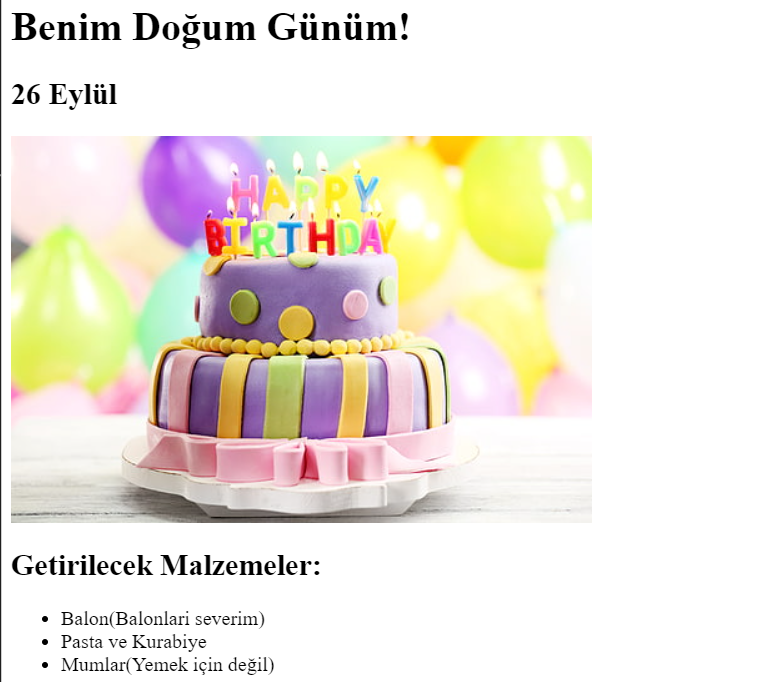 Benim Doğum Günüm!
26 Eylül
HAPPY
BIRTHDAY
Getirilecek Malzemeler:
Balon(Balonlari severim)
Pasta ve Kurabiye
Mumlar(Yemek için değil)